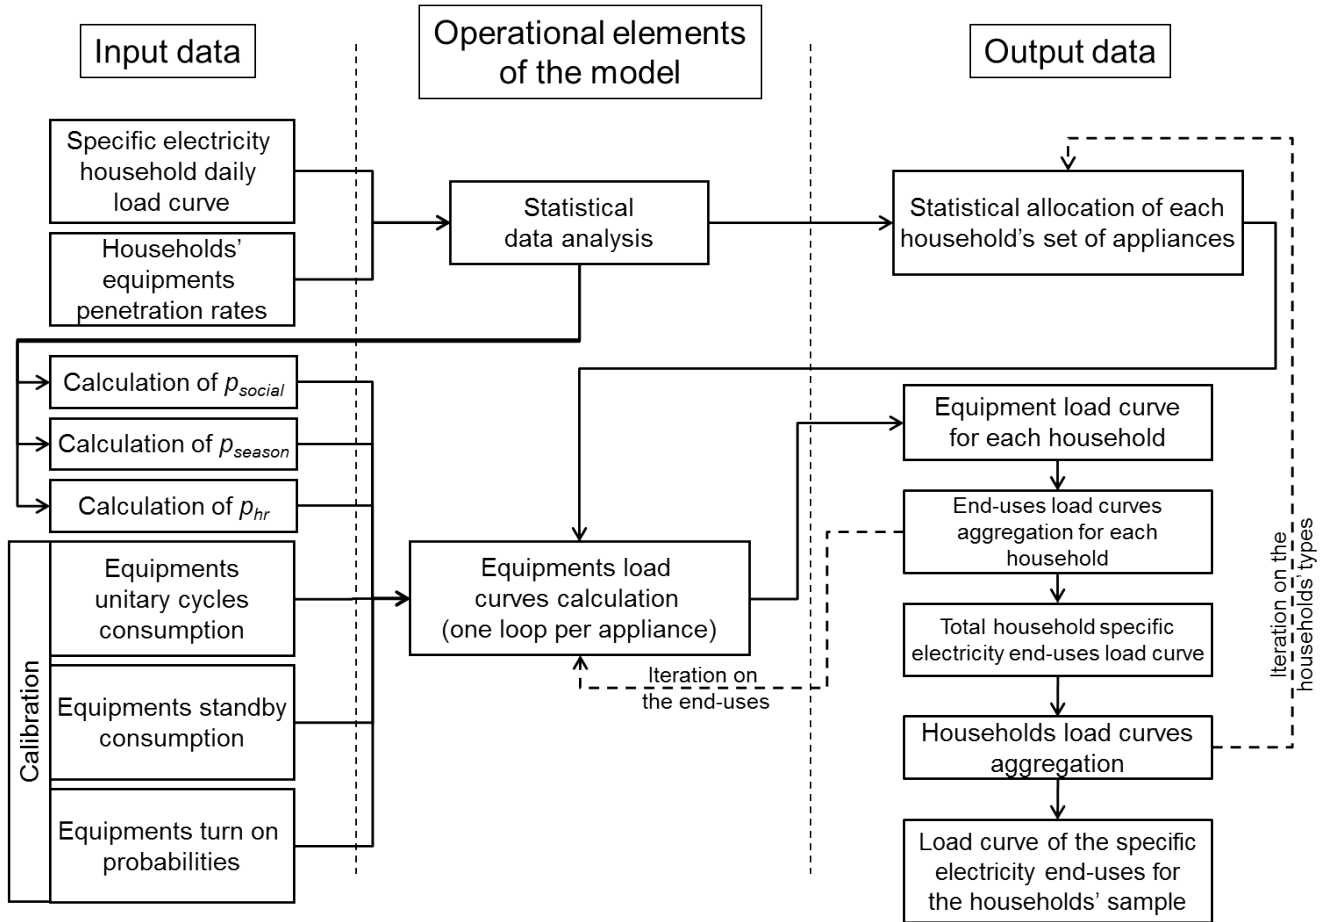 Input data
Operational elements
of the model
Output data
Specific electricity
household daily
load curve
Households'
equipments
penetration rates
Statistical
data analysis
Statistical allocation of each
household's set of appliances
Calculation of p_social
Calculation of p_season
Calculation of p_hr
Calibration
Equipments
unitary cycles
consumption
Equipments standby
consumption
Equipments turn on
probabilities
Equipments load
curves calculation
(one loop per appliance)
Iteration on
the end-uses
Equipment load curve
for each household
End-uses load curves
aggregation for each
household
Total household specific
electricity end-uses load curve
Households load curves
aggregation
Load curve of the specific
electricity end-uses for
the households' sample
Iteration on the
households' types